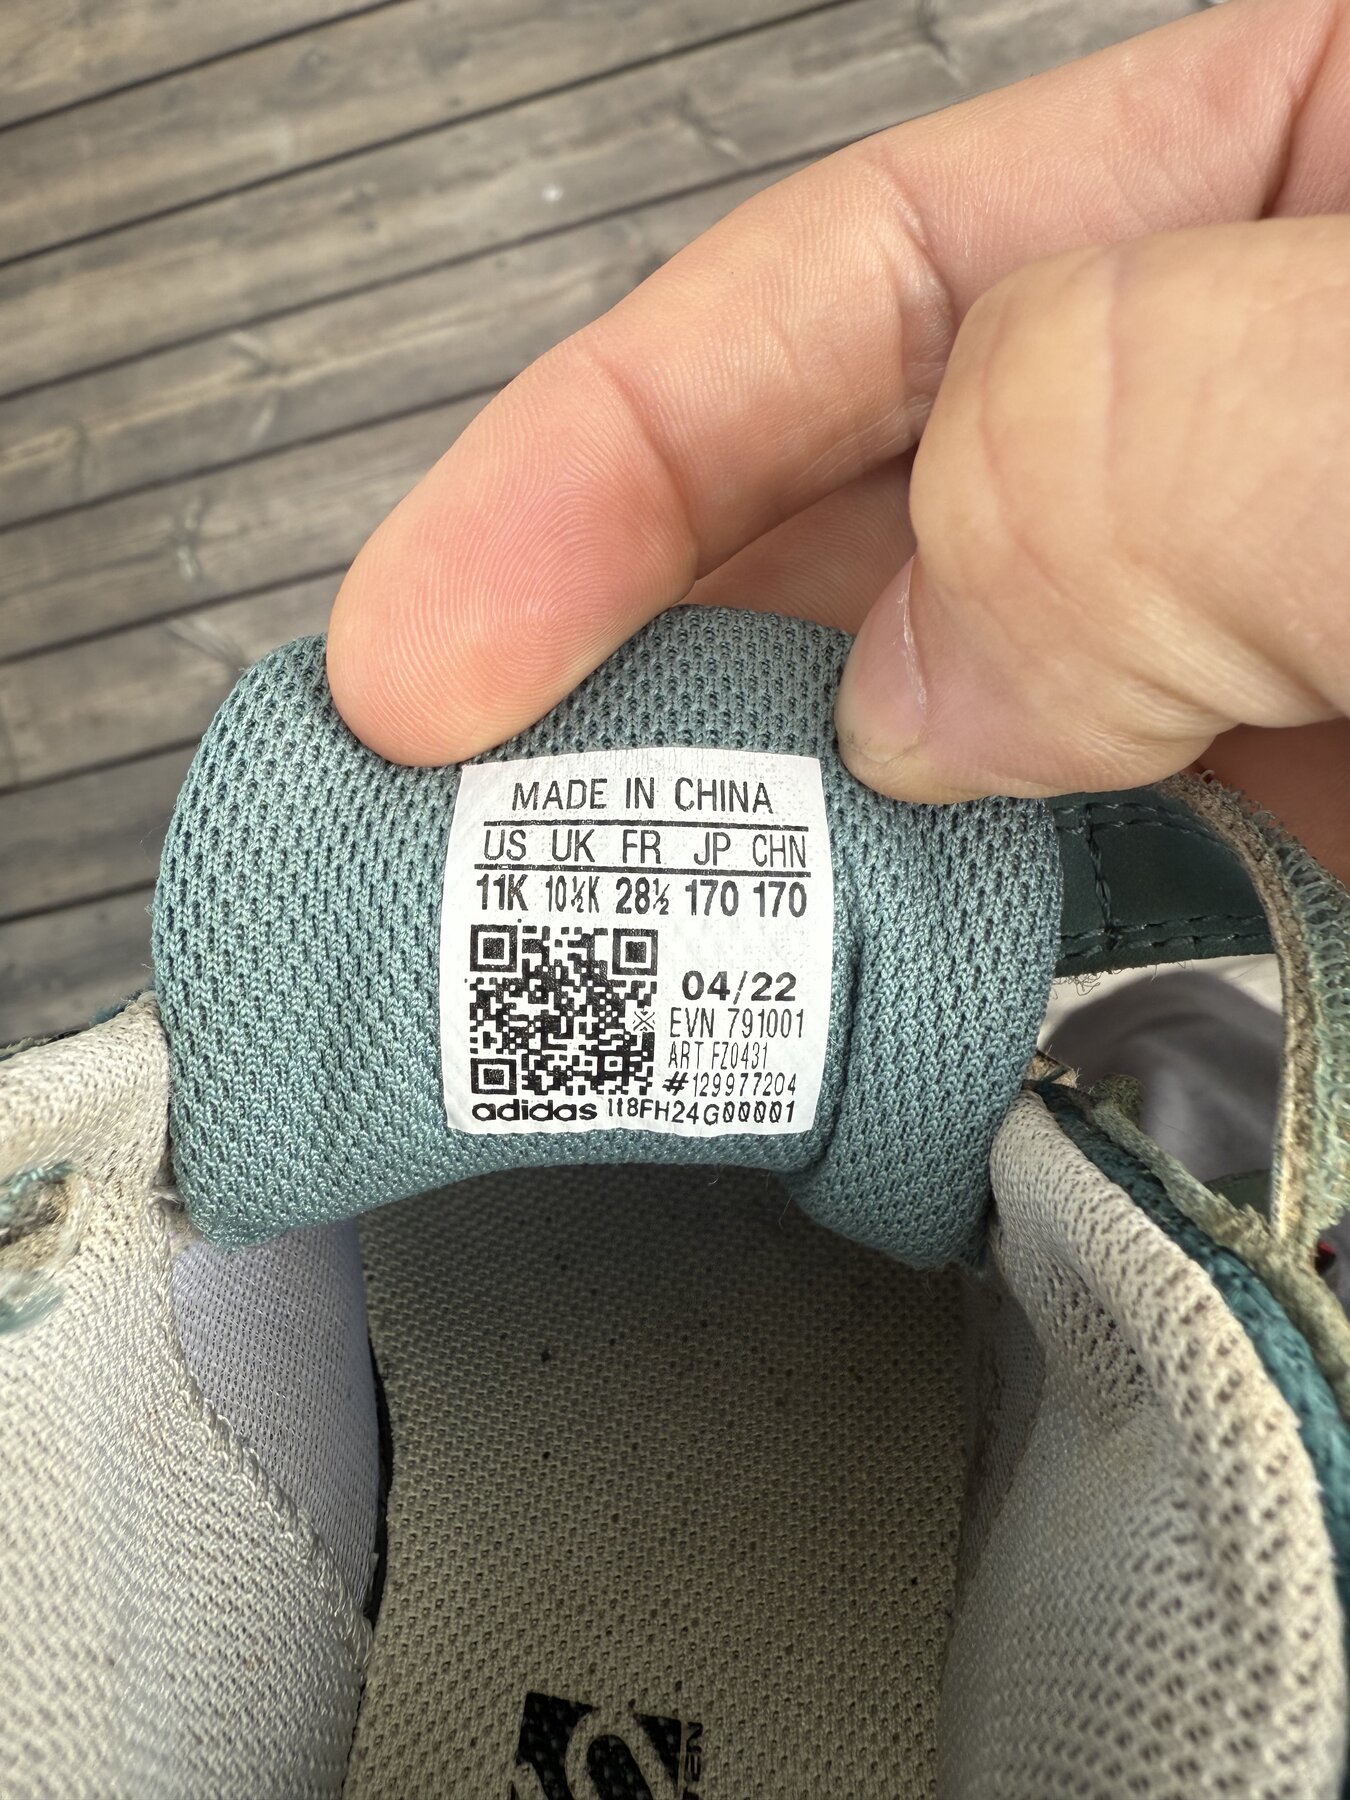 MADE IN CHINA
US UK FR JP CHN
11K 10½K 28½ 170 170
04/22
EVN 791001
ART FZ0431
#129977204
adidas 1I8FH24G00001